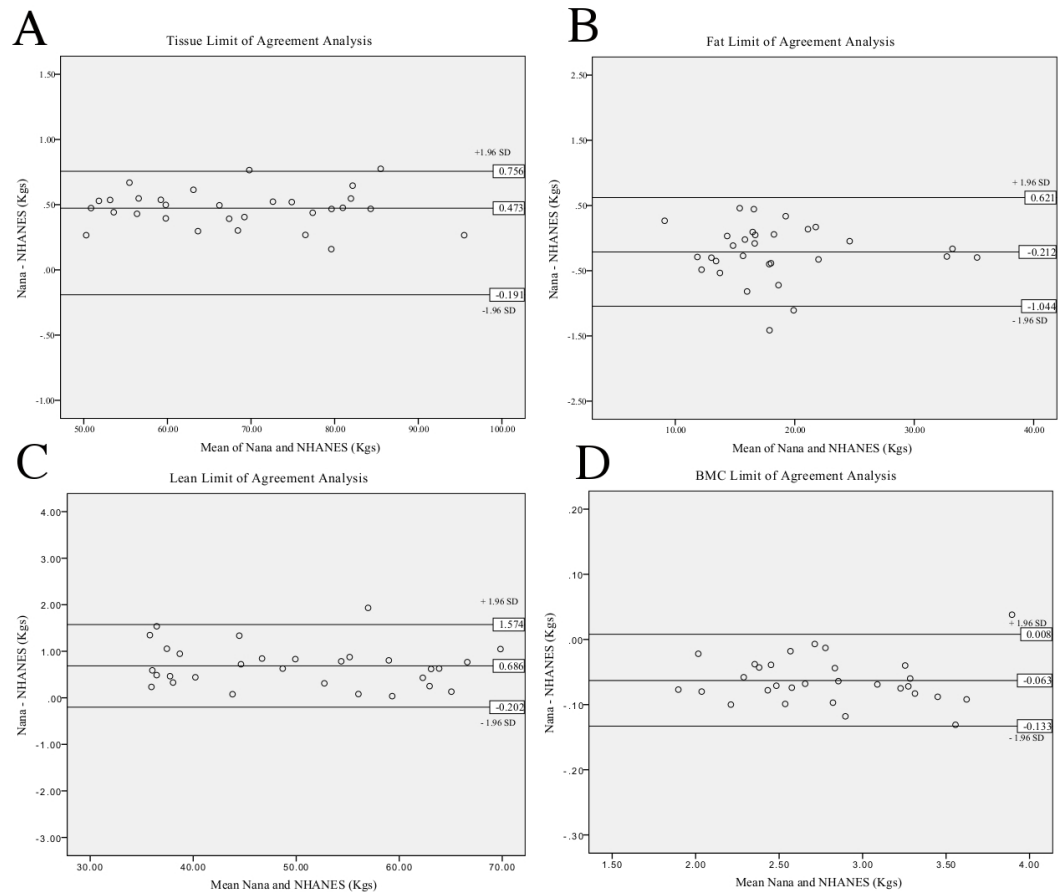 A
Tissue Limit of Agreement Analysis
Nana - NHANES (Kgs)
1.50
1.00
.50
.00
-.50
-1.00
+1.96 SD
0.756
0.473
-0.191
-1.96 SD
50.00 60.00 70.00 80.00 90.00 100.00
Mean of Nana and NHANES (Kgs)
B
Fat Limit of Agreement Analysis
Nana - NHANES (Kgs)
2.50
1.50
.50
-.50
-1.50
-2.50
+ 1.96 SD
0.621
-0.212
-1.044
- 1.96 SD
10.00 20.00 30.00 40.00
Mean of Nana and NHANES (Kgs)
C
Lean Limit of Agreement Analysis
Nana - NHANES (Kgs)
4.00
3.00
2.00
1.00
.00
-1.00
-2.00
-3.00
+ 1.96 SD
1.574
0.686
-0.202
- 1.96 SD
30.00 40.00 50.00 60.00 70.00
Mean Nana and NHANES (Kgs)
D
BMC Limit of Agreement Analysis
Nana - NHANES (Kgs)
.20
.10
.00
-.10
-.20
-.30
+ 1.96 SD
0.008
-0.063
-0.133
- 1.96 SD
1.50 2.00 2.50 3.00 3.50 4.00
Mean Nana and NHANES (Kgs)